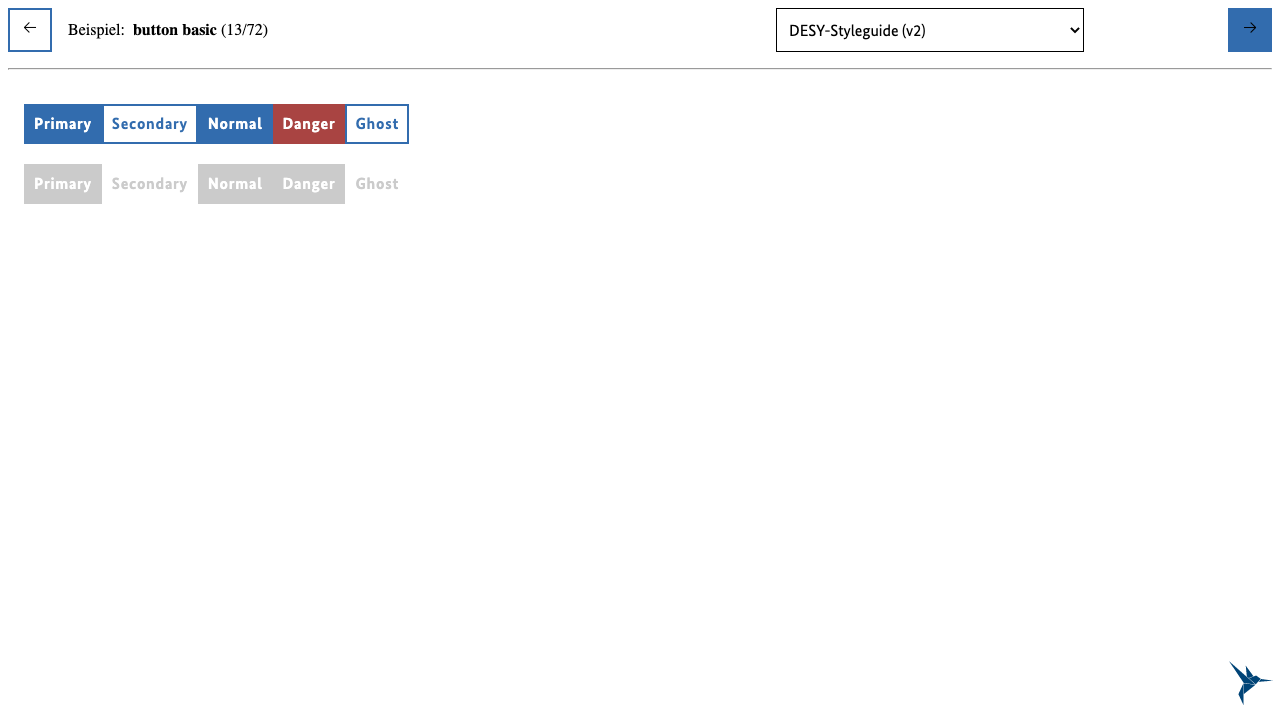 ← Beispiel: button basic (13/72) DESY-Styleguide (v2) →
Primary Secondary Normal Danger Ghost
Primary Secondary Normal Danger Ghost